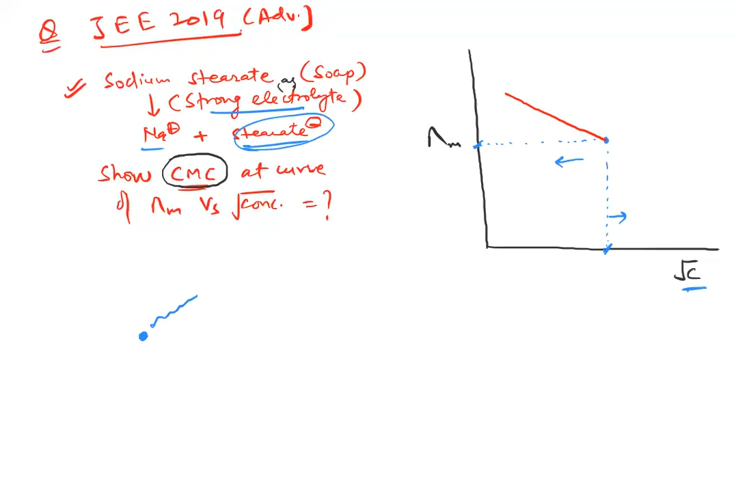 Q JEE 2019 (Adv.]
Sodium stearate (aq) (Soap)
↓ (Strong electrolyte)
Na⊕ + stearate⊖
Show CMC at curve
of Λm Vs √conc. = ?
Λm
√c